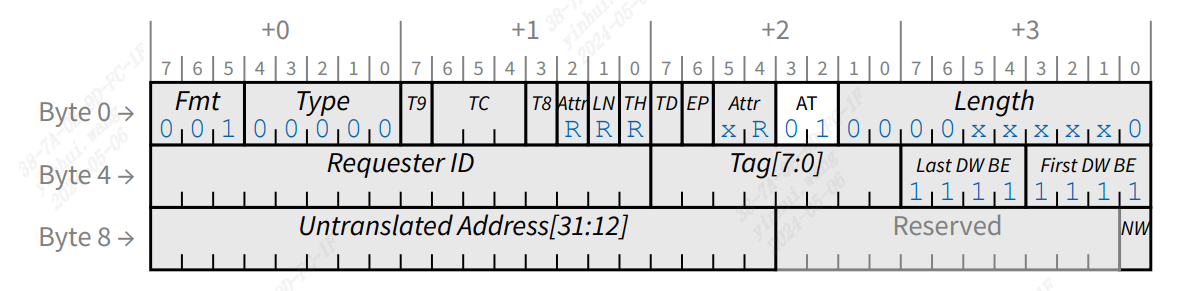 +0 +1 +2 +3
7 6 5 4 3 2 1 0 7 6 5 4 3 2 1 0 7 6 5 4 3 2 1 0 7 6 5 4 3 2 1 0
Byte 0 → Fmt Type T9 TC T8 Attr LN TH TD EP Attr AT Length
0 0 1 0 0 0 0 0 R R R x R 0 1 0 0 0 0 x x x x x 0
Byte 4 → Requester ID Tag[7:0] Last DW BE First DW BE
1 1 1 1 1 1 1 1
Byte 8 → Untranslated Address[31:12] Reserved NW
2024-05-06